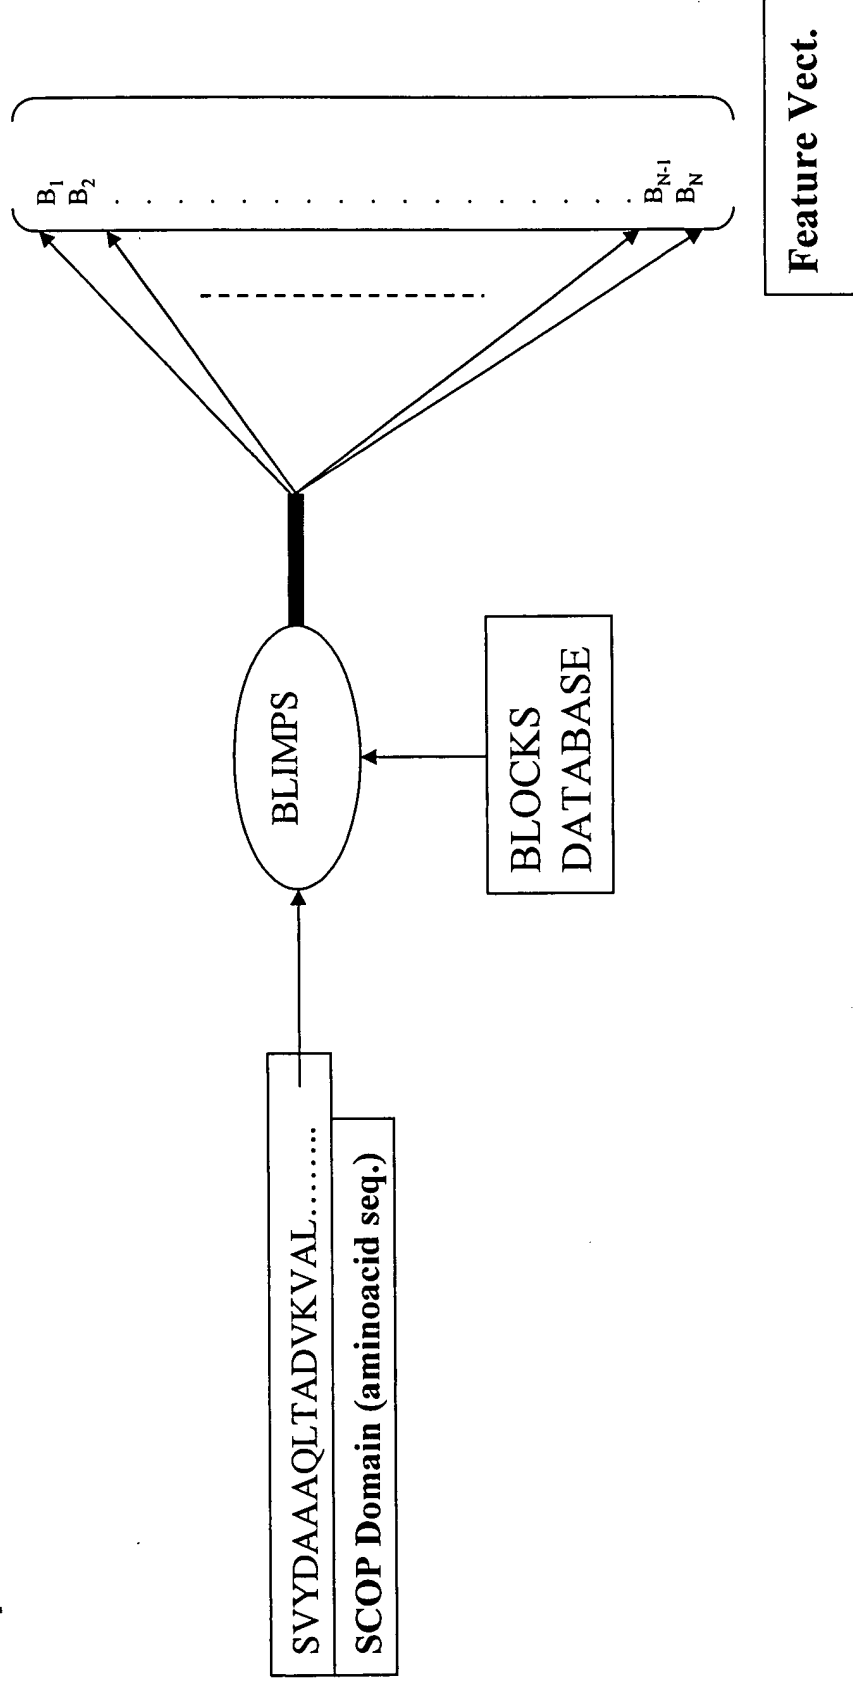 SVYDAAAQLTADVKVAL.........
SCOP Domain (aminoacid seq.)
BLIMPS
BLOCKS
DATABASE
B1
B2
. . . . . . . . . . . . . . . . .
BN-1
BN
Feature Vect.